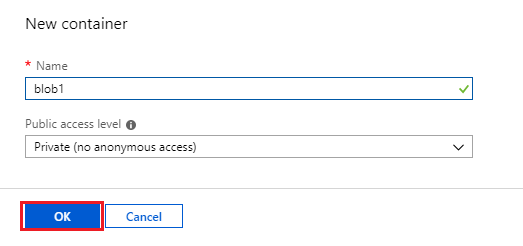 New container
* Name
blob1
Public access level
Private (no anonymous access)
OK Cancel